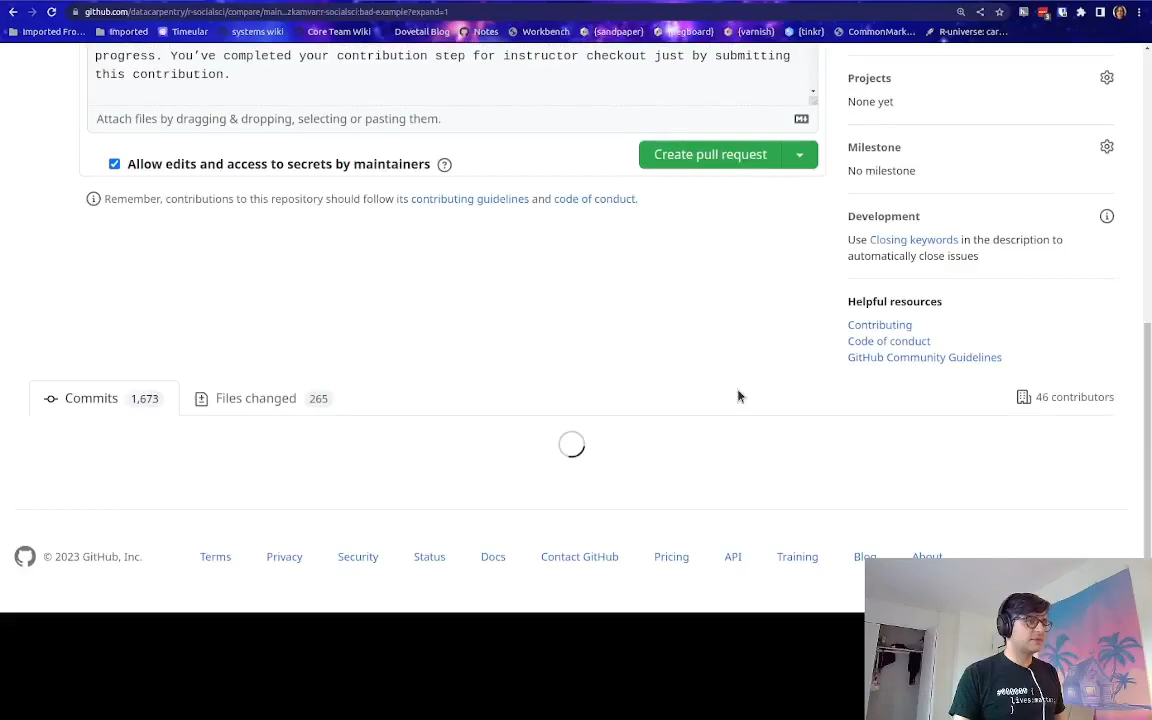 github.com/datacarpentry/r-socialsci/compare/main...zkamvar:r-socialsci:bad-example?expand=1
Imported Fro... Imported Timeular systems wiki Core Team Wiki Dovetail Blog Notes Workbench {sandpaper} {pegboard} {varnish} {tinkr} CommonMark... R-universe: car...
progress. You've completed your contribution step for instructor checkout just by submitting
this contribution.
Attach files by dragging & dropping, selecting or pasting them.
Allow edits and access to secrets by maintainers
Create pull request
Remember, contributions to this repository should follow its contributing guidelines and code of conduct.
Projects
None yet
Milestone
No milestone
Development
Use Closing keywords in the description to
automatically close issues
Helpful resources
Contributing
Code of conduct
GitHub Community Guidelines
Commits 1,673 Files changed 265
46 contributors
© 2023 GitHub, Inc. Terms Privacy Security Status Docs Contact GitHub Pricing API Training Blog About
#000000 {
}